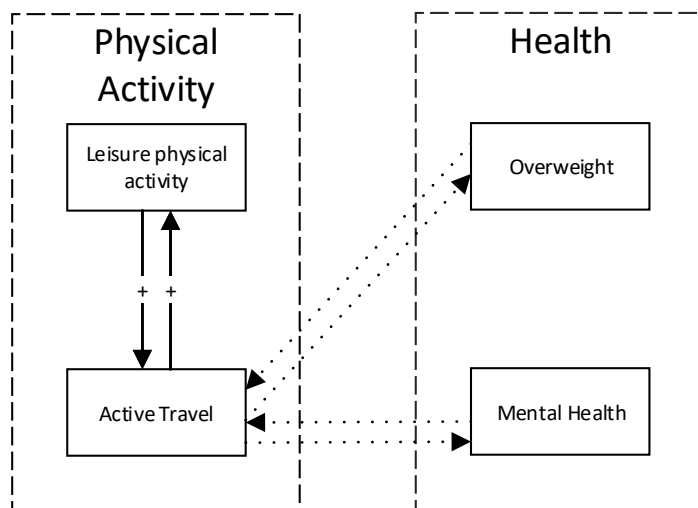 Physical
Activity
Health
Leisure physical
activity
Overweight
+ +
Active Travel
Mental Health